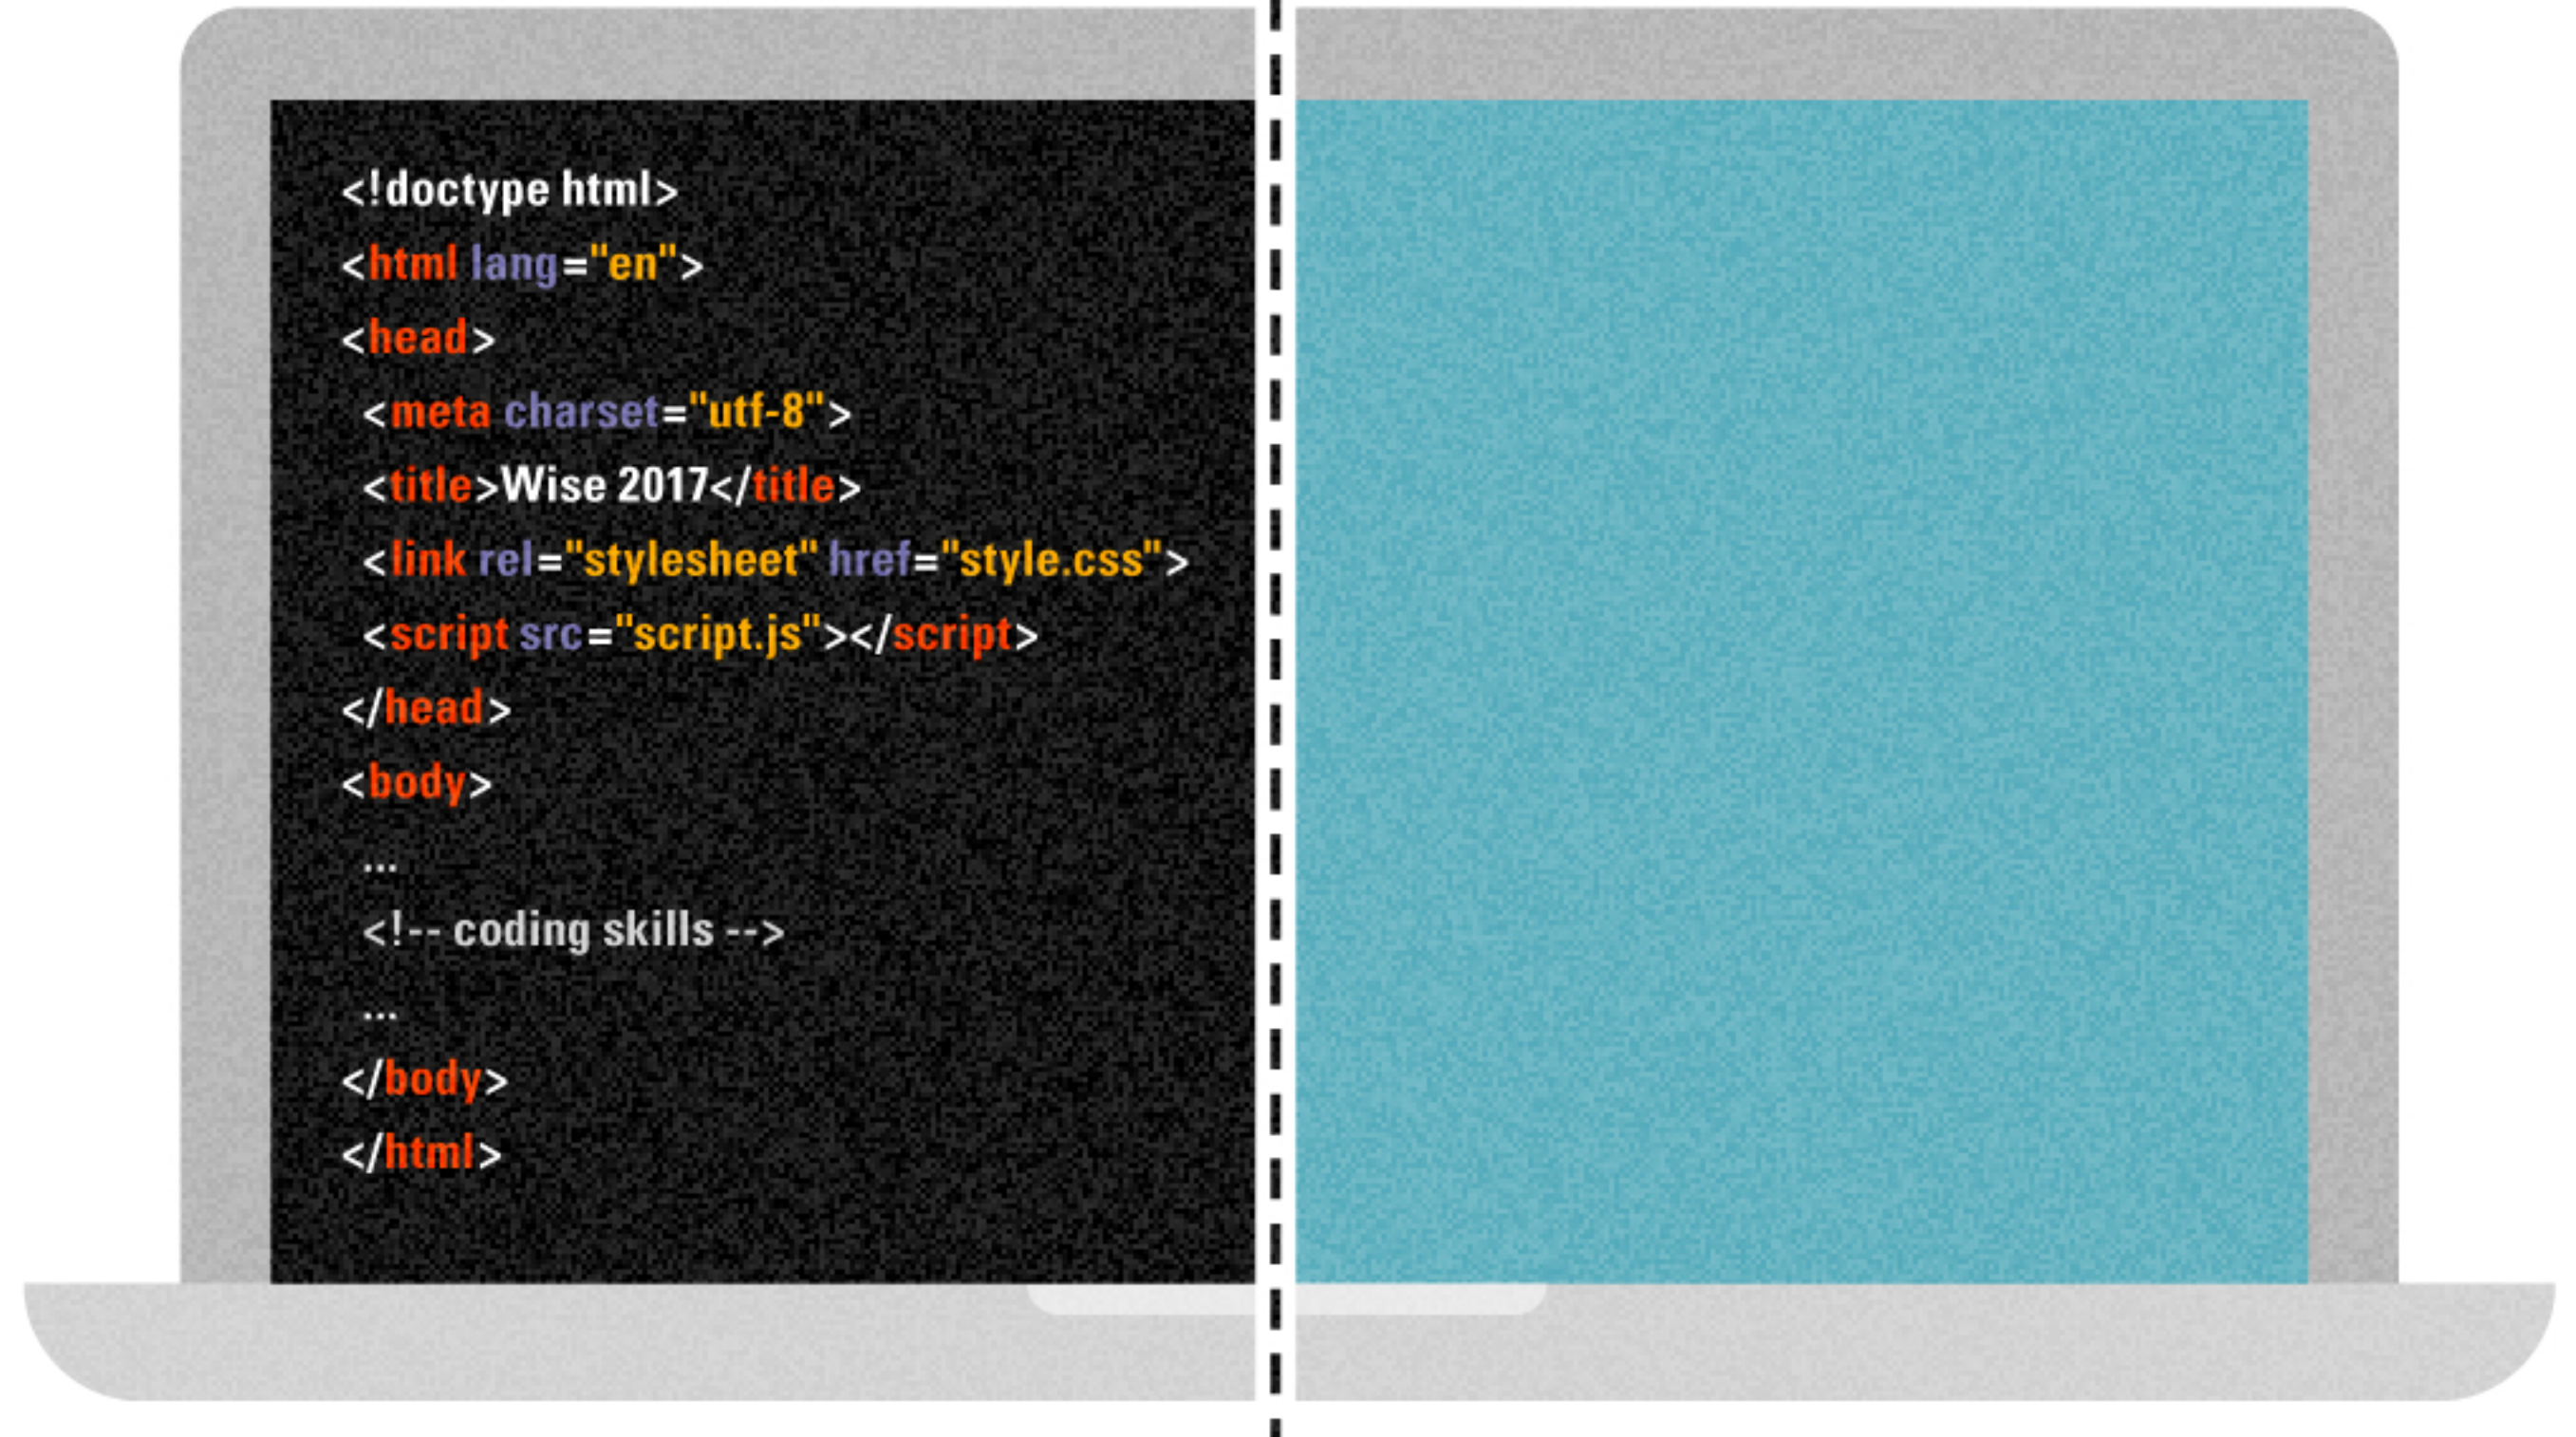 <!doctype html>
<html lang="en">
<head>
<meta charset="utf-8">
<title>Wise 2017</title>
<link rel="stylesheet" href="style.css">
<script src="script.js"></script>
</head>
<body>
...
<!-- coding skills -->
...
</body>
</html>